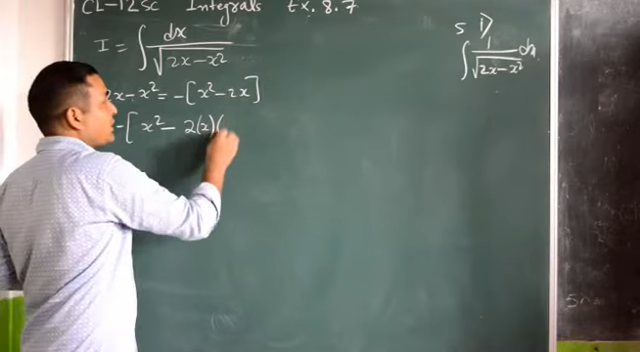 CL-12sc Integrals Ex. 8.7
I = ∫ dx / √(2x-x²)
2x-x² = -[x²-2x]
-[x²- 2(x)(
5 i>
∫ 1/√(2x-x²) dx